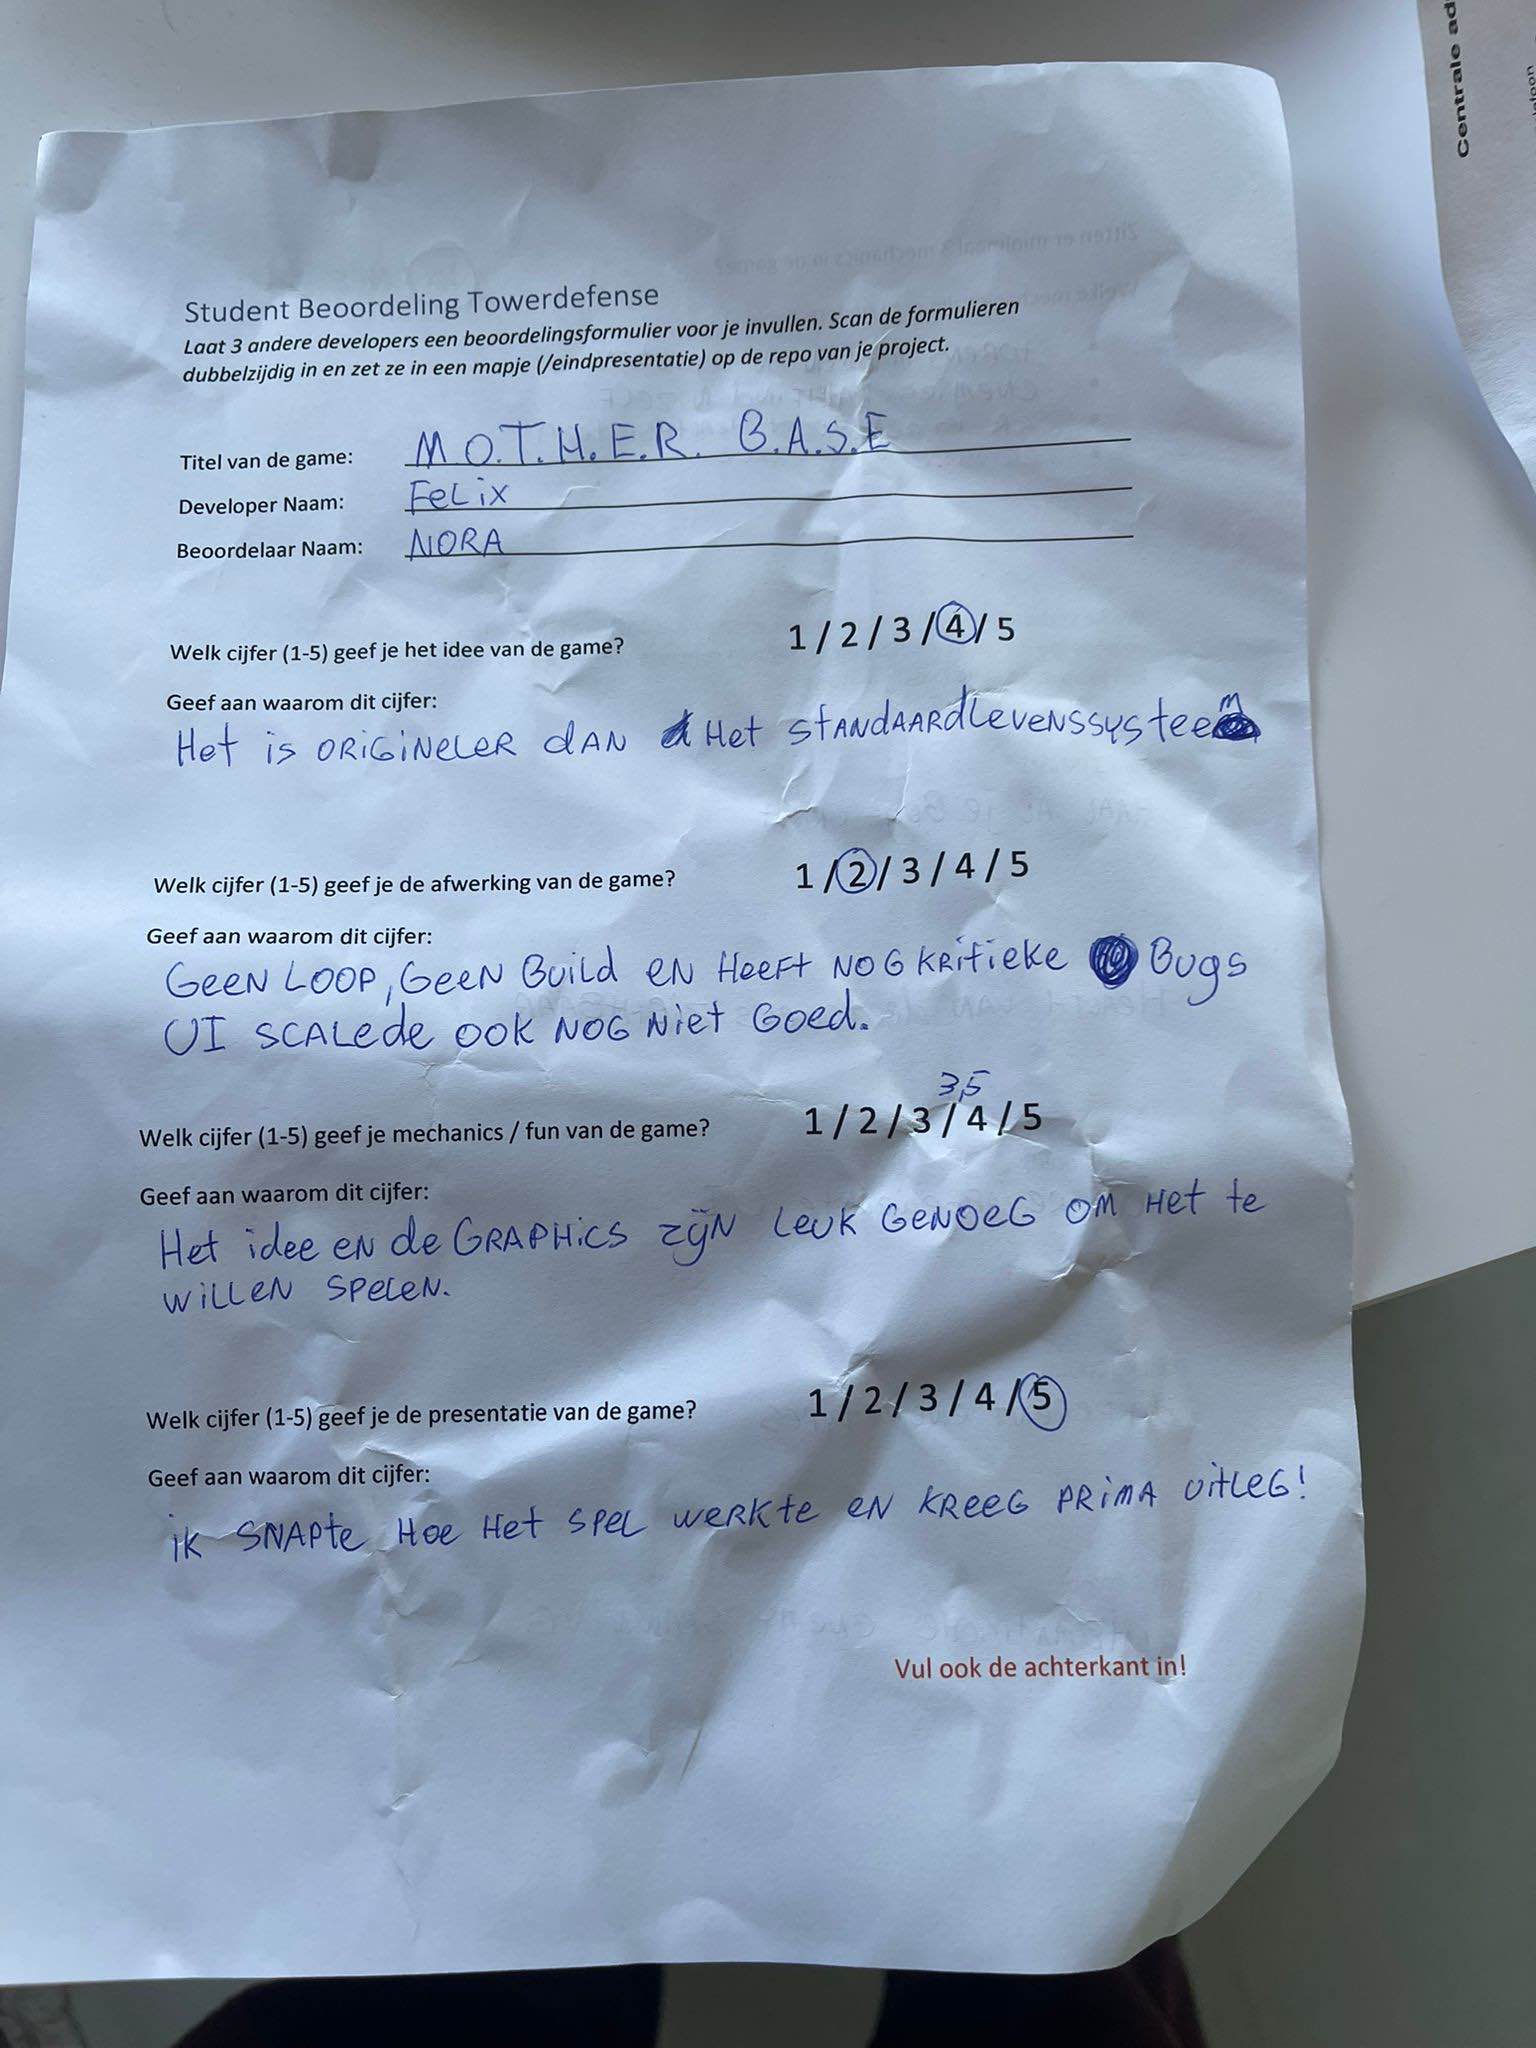 Centrale ad
Student Beoordeling Towerdefense
Laat 3 andere developers een beoordelingsformulier voor je invullen. Scan de formulieren
dubbelzijdig in en zet ze in een mapje (/eindpresentatie) op de repo van je project.
Titel van de game: M.O.T.H.E.R. B.A.S.E
Developer Naam: FeLix
Beoordelaar Naam: NORA
Welk cijfer (1-5) geef je het idee van de game? 1 / 2 / 3 / 4 / 5
Geef aan waarom dit cijfer:
Het is ORiGiNeLER dAN Het StANdAARdLevenssysteem
Welk cijfer (1-5) geef je de afwerking van de game? 1 / 2 / 3 / 4 / 5
Geef aan waarom dit cijfer:
GeeN LOOP, GeeN Build eN HeeFt NOG KRitieke Bugs
UI SCALede OOK NOG Niet GOed.
3,5
Welk cijfer (1-5) geef je mechanics / fun van de game? 1 / 2 / 3 / 4 / 5
Geef aan waarom dit cijfer:
Het idee eN de GRAPHiCS zijN Leuk GeNOeG OM Het te
WiLLeN SPeLeN.
Welk cijfer (1-5) geef je de presentatie van de game? 1 / 2 / 3 / 4 / 5
Geef aan waarom dit cijfer:
iK SNAPte Hoe Het SPeL WeRKte eN KReeG PRiMA UitLeG!
Vul ook de achterkant in!